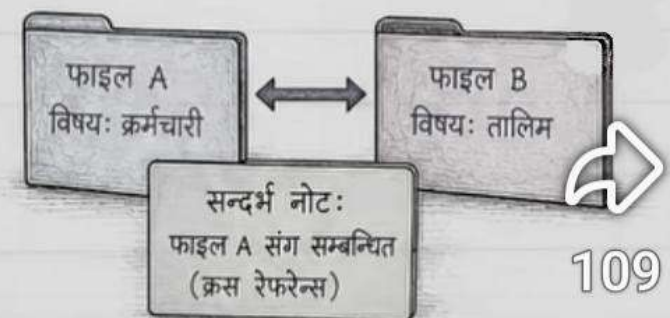 फाइल A
विषयः क्रर्मचारी
फाइल B
विषयः तालिम
सन्दर्भ नोटः
फाइल A संग सम्बन्धित
(क्रस रेफरेन्स)
109